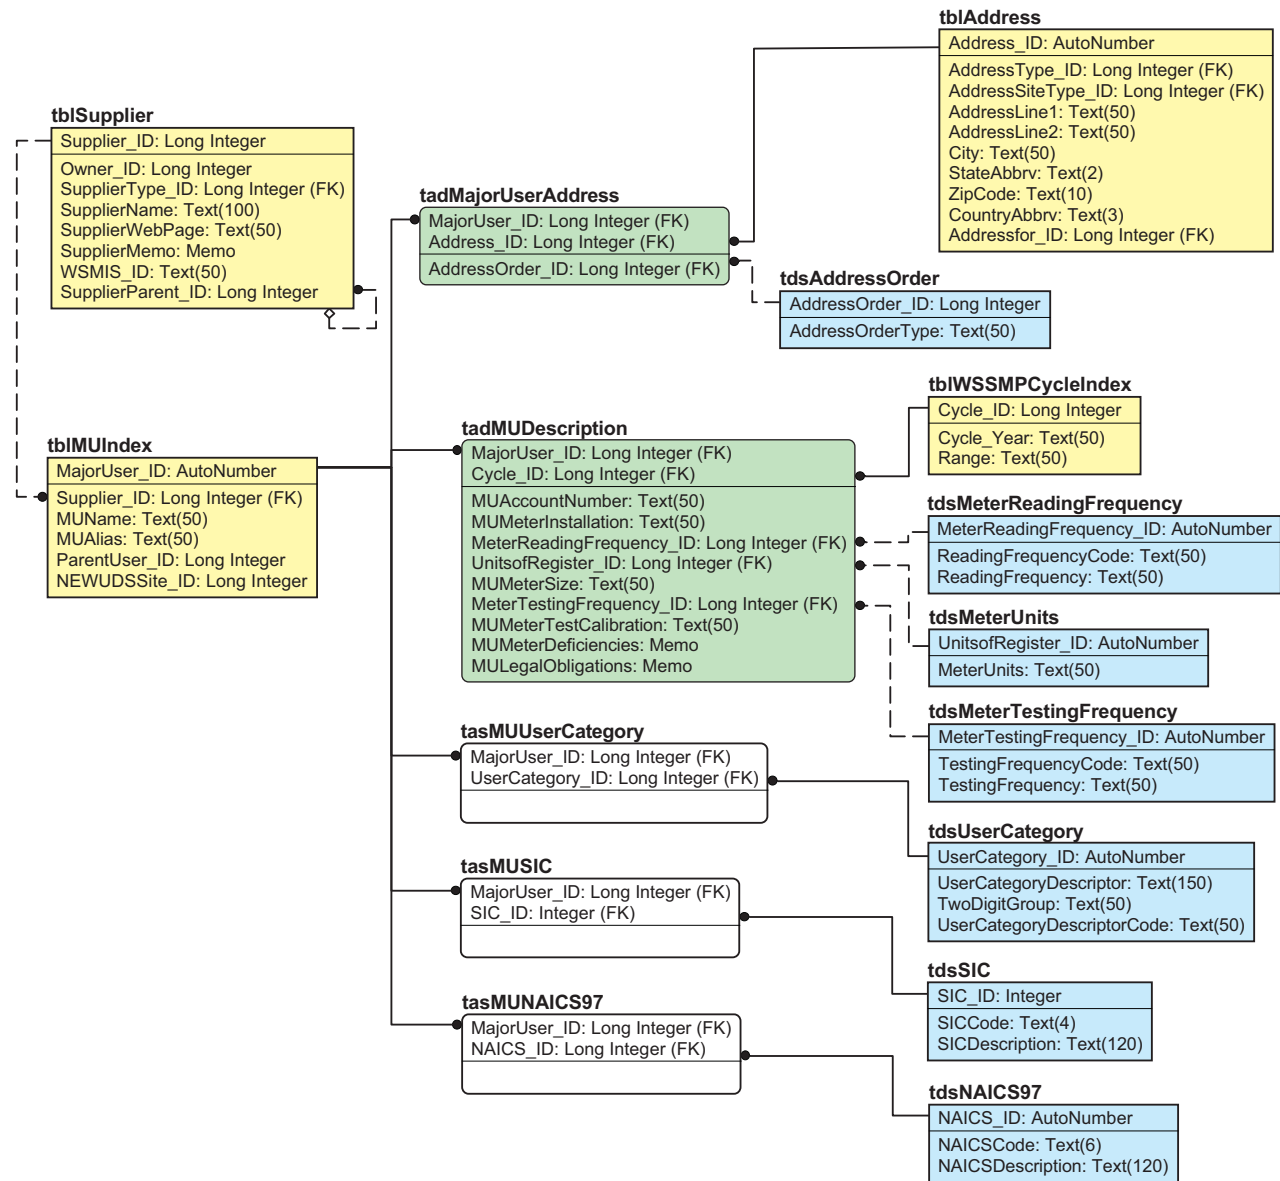 tblAddress
Address_ID: AutoNumber
AddressType_ID: Long Integer (FK)
AddressSiteType_ID: Long Integer (FK)
AddressLine1: Text(50)
AddressLine2: Text(50)
City: Text(50)
StateAbbrv: Text(2)
ZipCode: Text(10)
CountryAbbrv: Text(3)
Addressfor_ID: Long Integer (FK)
tblSupplier
Supplier_ID: Long Integer
Owner_ID: Long Integer
SupplierType_ID: Long Integer (FK)
SupplierName: Text(100)
SupplierWebPage: Text(50)
SupplierMemo: Memo
WSMIS_ID: Text(50)
SupplierParent_ID: Long Integer
tadMajorUserAddress
MajorUser_ID: Long Integer (FK)
Address_ID: Long Integer (FK)
AddressOrder_ID: Long Integer (FK)
tdsAddressOrder
AddressOrder_ID: Long Integer
AddressOrderType: Text(50)
tblWSSMPCycleIndex
Cycle_ID: Long Integer
Cycle_Year: Text(50)
Range: Text(50)
tblMUIndex
MajorUser_ID: AutoNumber
Supplier_ID: Long Integer (FK)
MUName: Text(50)
MUAlias: Text(50)
ParentUser_ID: Long Integer
NEWUDSSite_ID: Long Integer
tadMUDescription
MajorUser_ID: Long Integer (FK)
Cycle_ID: Long Integer (FK)
MUAccountNumber: Text(50)
MUMeterInstallation: Text(50)
MeterReadingFrequency_ID: Long Integer (FK)
UnitsofRegister_ID: Long Integer (FK)
MUMeterSize: Text(50)
MeterTestingFrequency_ID: Long Integer (FK)
MUMeterTestCalibration: Text(50)
MUMeterDeficiencies: Memo
MULegalObligations: Memo
tdsMeterReadingFrequency
MeterReadingFrequency_ID: AutoNumber
ReadingFrequencyCode: Text(50)
ReadingFrequency: Text(50)
tdsMeterUnits
UnitsofRegister_ID: AutoNumber
MeterUnits: Text(50)
tdsMeterTestingFrequency
MeterTestingFrequency_ID: AutoNumber
TestingFrequencyCode: Text(50)
TestingFrequency: Text(50)
tasMUUserCategory
MajorUser_ID: Long Integer (FK)
UserCategory_ID: Long Integer (FK)
tdsUserCategory
UserCategory_ID: AutoNumber
UserCategoryDescriptor: Text(150)
TwoDigitGroup: Text(50)
UserCategoryDescriptorCode: Text(50)
tasMUSIC
MajorUser_ID: Long Integer (FK)
SIC_ID: Integer (FK)
tdsSIC
SIC_ID: Integer
SICCode: Text(4)
SICDescription: Text(120)
tasMUNAICS97
MajorUser_ID: Long Integer (FK)
NAICS_ID: Long Integer (FK)
tdsNAICS97
NAICS_ID: AutoNumber
NAICSCode: Text(6)
NAICSDescription: Text(120)